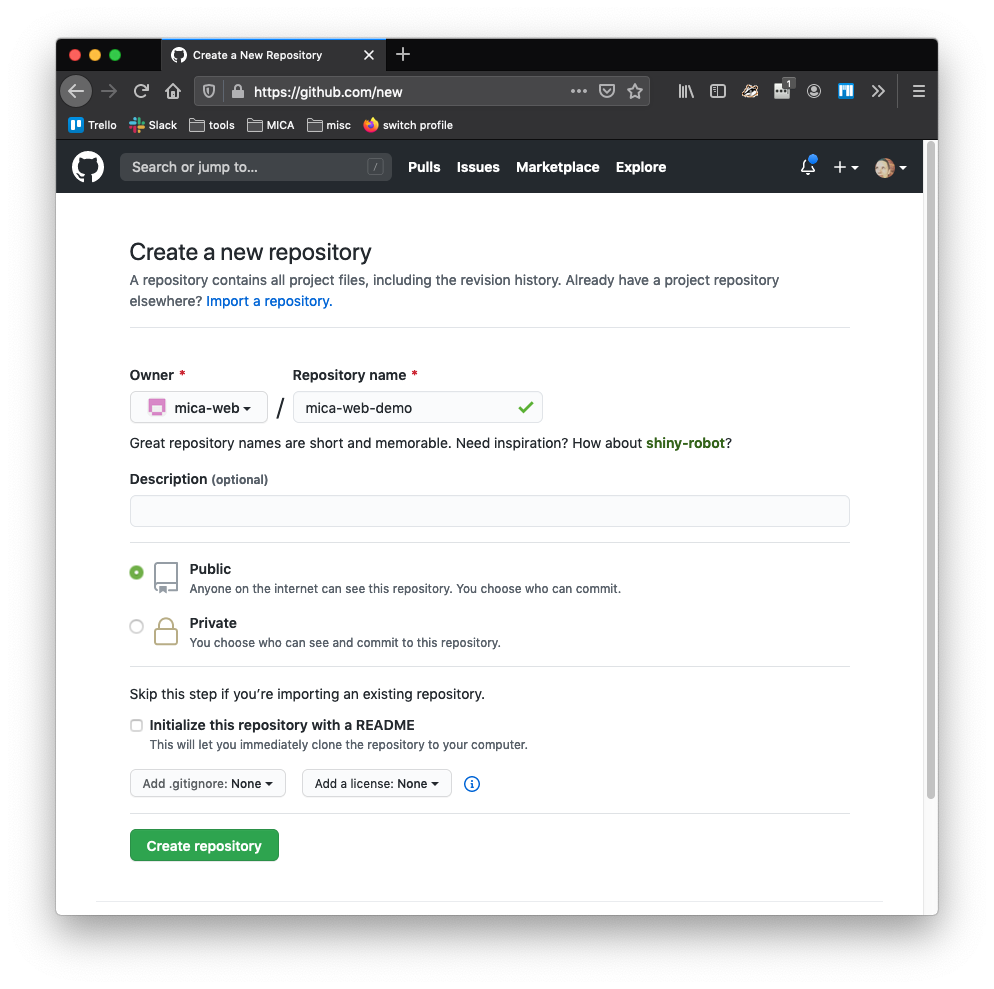 Create a New Repository
https://github.com/new
1
Trello Slack tools MICA misc switch profile
Search or jump to... / Pulls Issues Marketplace Explore
Create a new repository
A repository contains all project files, including the revision history. Already have a project repository
elsewhere? Import a repository.
Owner * Repository name *
mica-web / mica-web-demo
Great repository names are short and memorable. Need inspiration? How about shiny-robot?
Description (optional)
Public
Anyone on the internet can see this repository. You choose who can commit.
Private
You choose who can see and commit to this repository.
Skip this step if you’re importing an existing repository.
Initialize this repository with a README
This will let you immediately clone the repository to your computer.
Add .gitignore: None Add a license: None
Create repository